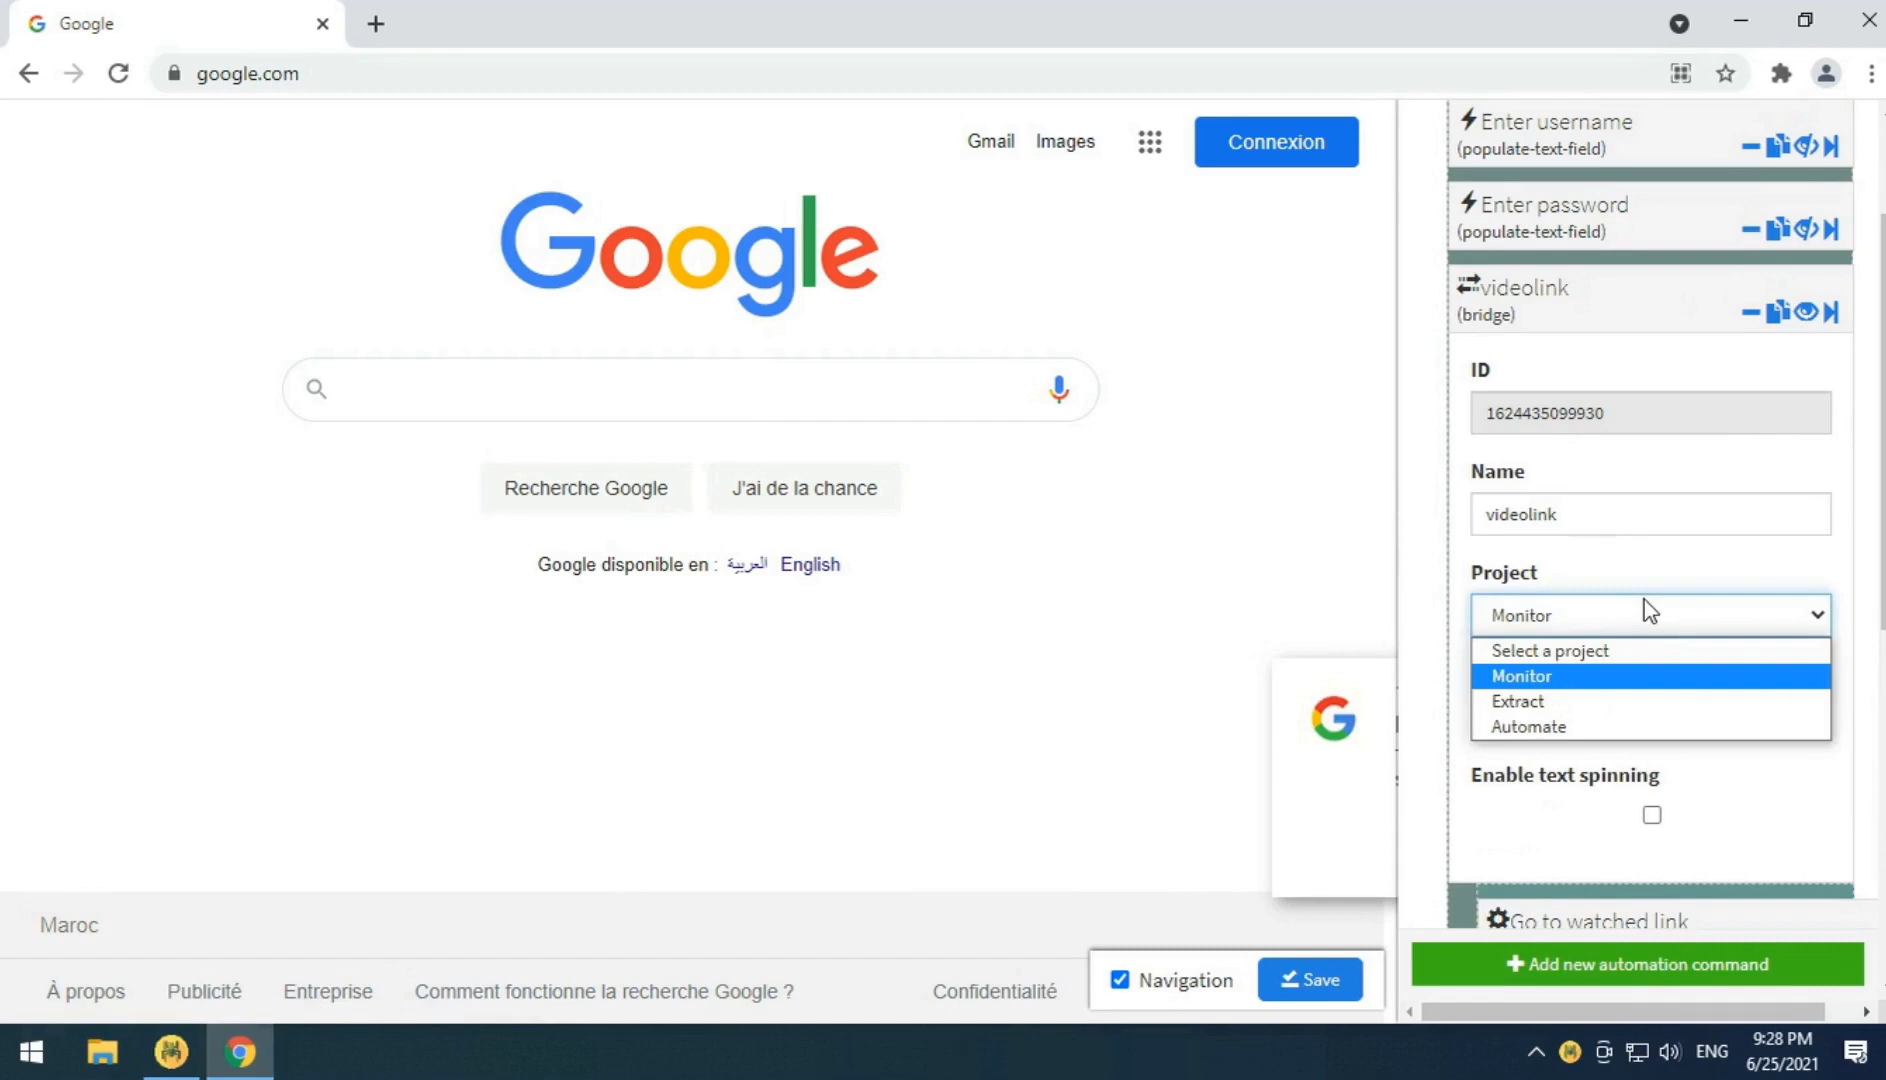 Google
google.com
Gmail Images
Connexion
Google
Recherche Google
J'ai de la chance
Google disponible en : العربية English
Maroc
À propos
Publicité
Entreprise
Comment fonctionne la recherche Google ?
Confidentialité
Navigation
Save
Enter username
(populate-text-field)
Enter password
(populate-text-field)
videolink
(bridge)
ID
1624435099930
Name
videolink
Project
Monitor
Select a project
Monitor
Extract
Automate
Enable text spinning
Go to watched link
Add new automation command
ENG
9:28 PM
6/25/2021